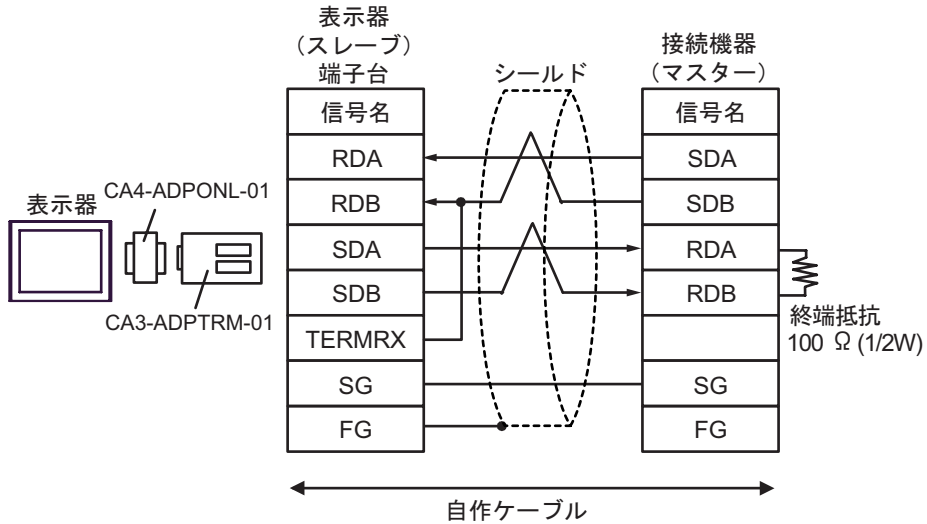 表示器
（スレーブ）
端子台
シールド
接続機器
（マスター）
信号名
信号名
RDA
SDA
RDB
SDB
SDA
RDA
SDB
RDB
TERMRX
SG
SG
FG
FG
表示器
CA4-ADPONL-01
CA3-ADPTRM-01
終端抵抗
100 Ω (1/2W)
自作ケーブル